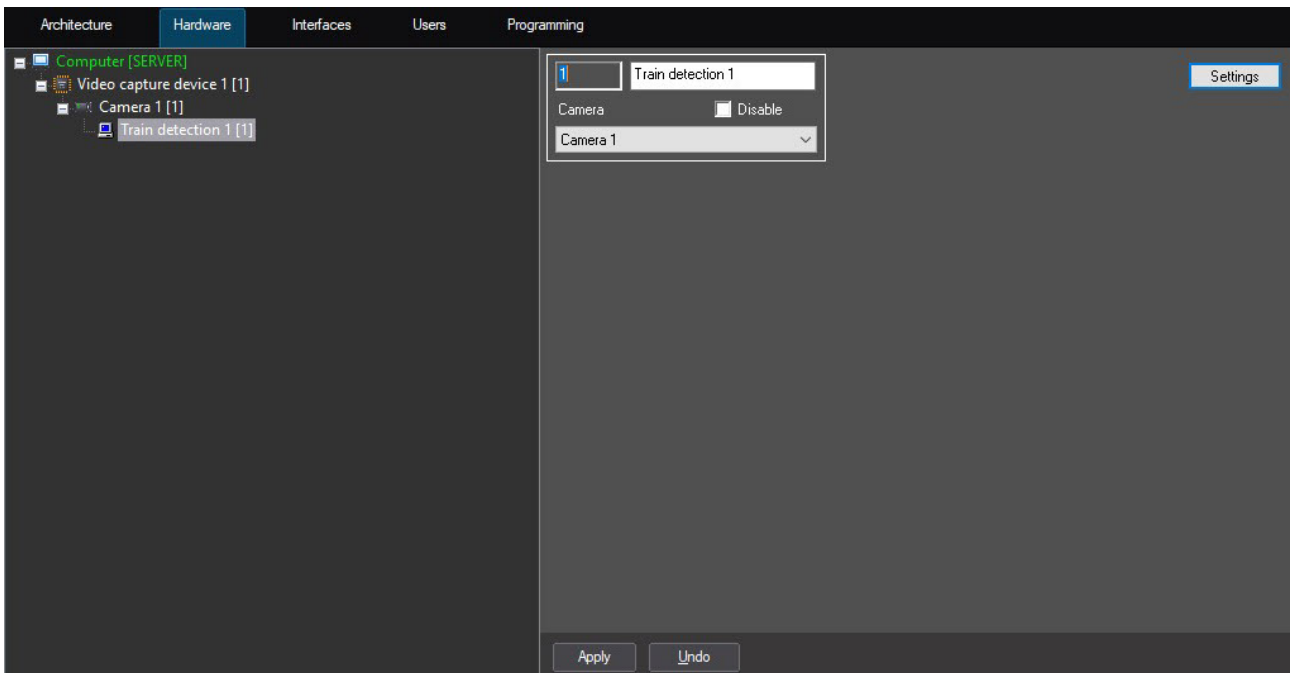 Architecture Hardware Interfaces Users Programming
Computer [SERVER]
Video capture device 1 [1]
Camera 1 [1]
Train detection 1 [1]
1 Train detection 1
Settings
Camera Disable
Camera 1
Apply Undo